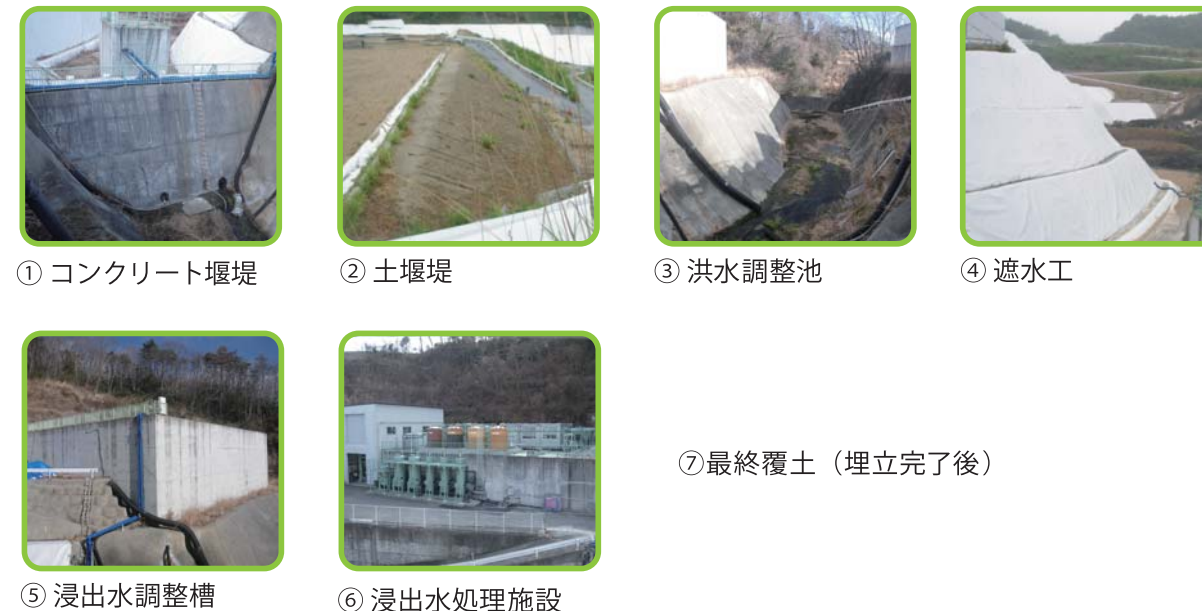 ① コンクリート堰堤
② 土堰堤
③ 洪水調整池
④ 遮水工
⑤ 浸出水調整槽
⑥ 浸出水処理施設
⑦最終覆土（埋立完了後）